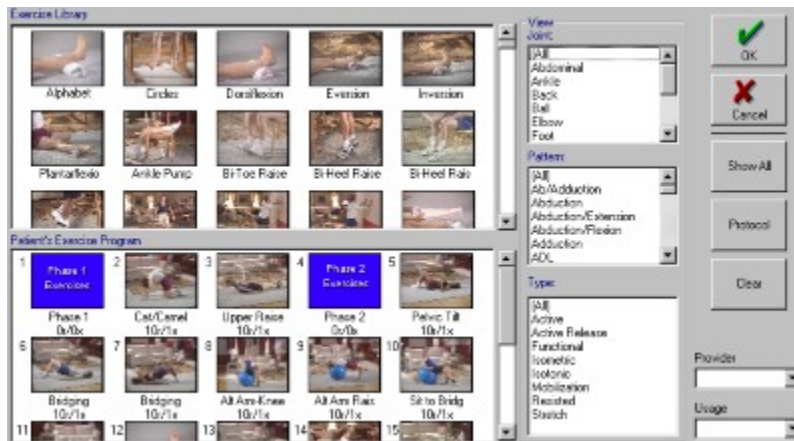 Exercise Library
Alphabet
Circles
Dorsiflexion
Eversion
Inversion
Plantarflexio
Ankle Pump
Bi-Toe Raise
Bi-Heel Raise
Bi-Heel Rais
Patient's Exercise Program
1
Phase 1
Exercises
Phase 1
0x/0x
2
Cat/Camel
10x/1x
3
Upper Raise
10x/1x
4
Phase 2
Exercises
Phase 2
0x/0x
5
Pelvic Tilt
10x/1x
6
Bridging
10x/1x
7
Bridging
10x/1x
8
Alt Arm-Knee
10x/1x
9
Alt Arm Rais
10x/1x
10
Sit to Bridg
10x/1x
11
12
13
14
15
View
Joint:
[All]
Abdominal
Ankle
Back
Ball
Elbow
Foot
Pattern:
[All]
Ab/Adduction
Abduction
Abduction/Extension
Abduction/Flexion
Adduction
ADL
Type:
[All]
Active
Active Release
Functional
Isometric
Isotonic
Mobilization
Resisted
Stretch
OK
Cancel
Show All
Protocol
Clear
Provider
Usage